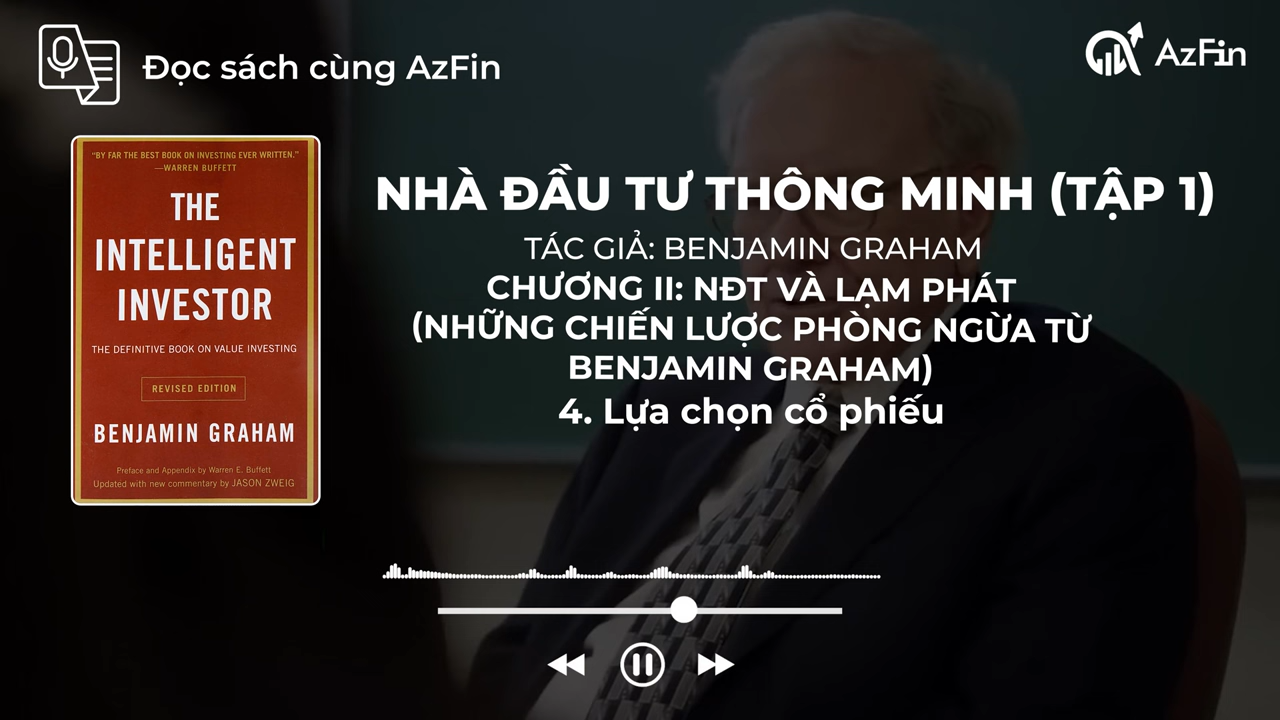 Đọc sách cùng AzFin
AzFin
"BY FAR THE BEST BOOK ON INVESTING EVER WRITTEN."
—WARREN BUFFETT
THE
INTELLIGENT
INVESTOR
THE DEFINITIVE BOOK ON VALUE INVESTING
REVISED EDITION
BENJAMIN GRAHAM
Preface and Appendix by Warren E. Buffett
Updated with new commentary by JASON ZWEIG
NHÀ ĐẦU TƯ THÔNG MINH (TẬP 1)
TÁC GIẢ: BENJAMIN GRAHAM
CHƯƠNG II: NĐT VÀ LẠM PHÁT
(NHỮNG CHIẾN LƯỢC PHÒNG NGỪA TỪ
BENJAMIN GRAHAM)
4. Lựa chọn cổ phiếu